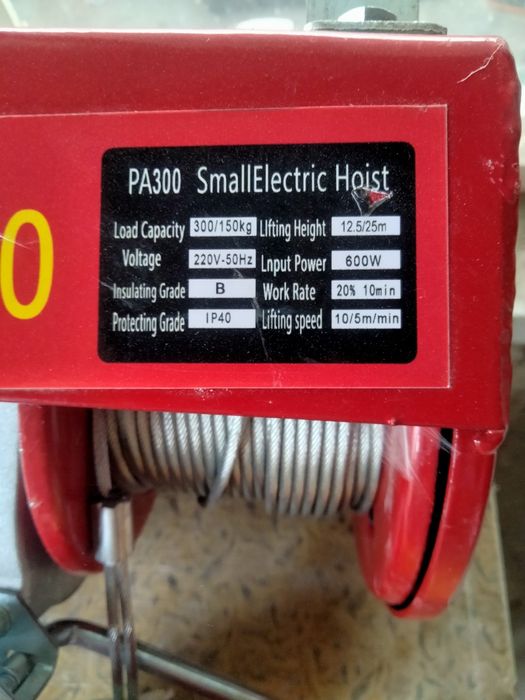 0
PA300 SmallElectric Hoist
Load Capacity 300/150kg LIfting Height 12.5/25m
Voltage 220V-50Hz Lnput Power 600W
Insulating Grade B Work Rate 20% 10min
Protecting Grade IP40 Lifting speed 10/5m/min